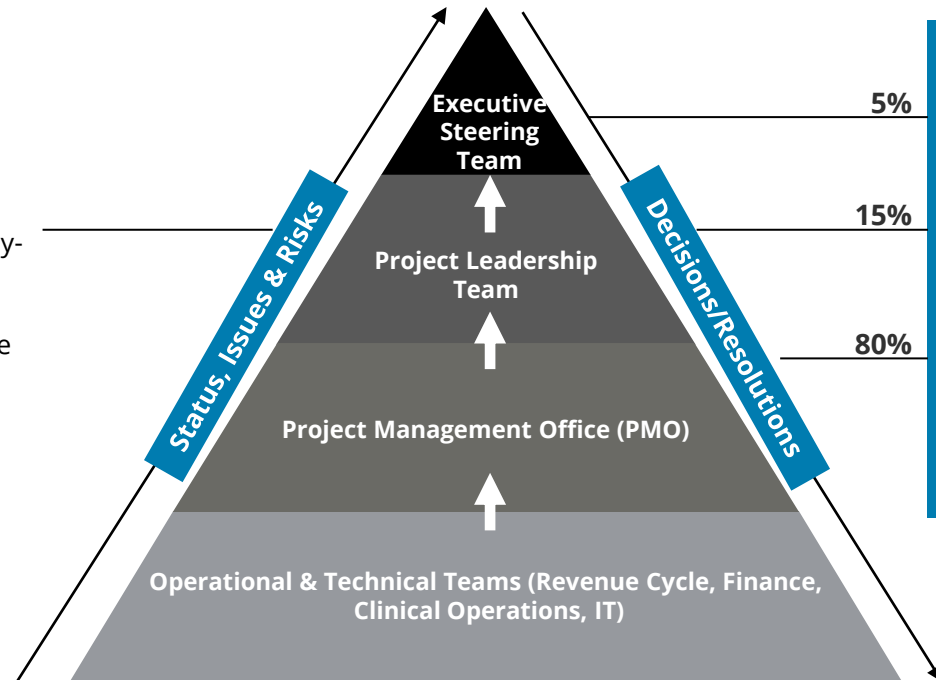 Executive
Steering
Team
5%
15%
80%
y-
e
Status, Issues & Risks
Decisions/Resolutions
Project Leadership
Team
Project Management Office (PMO)
Operational & Technical Teams (Revenue Cycle, Finance,
Clinical Operations, IT)